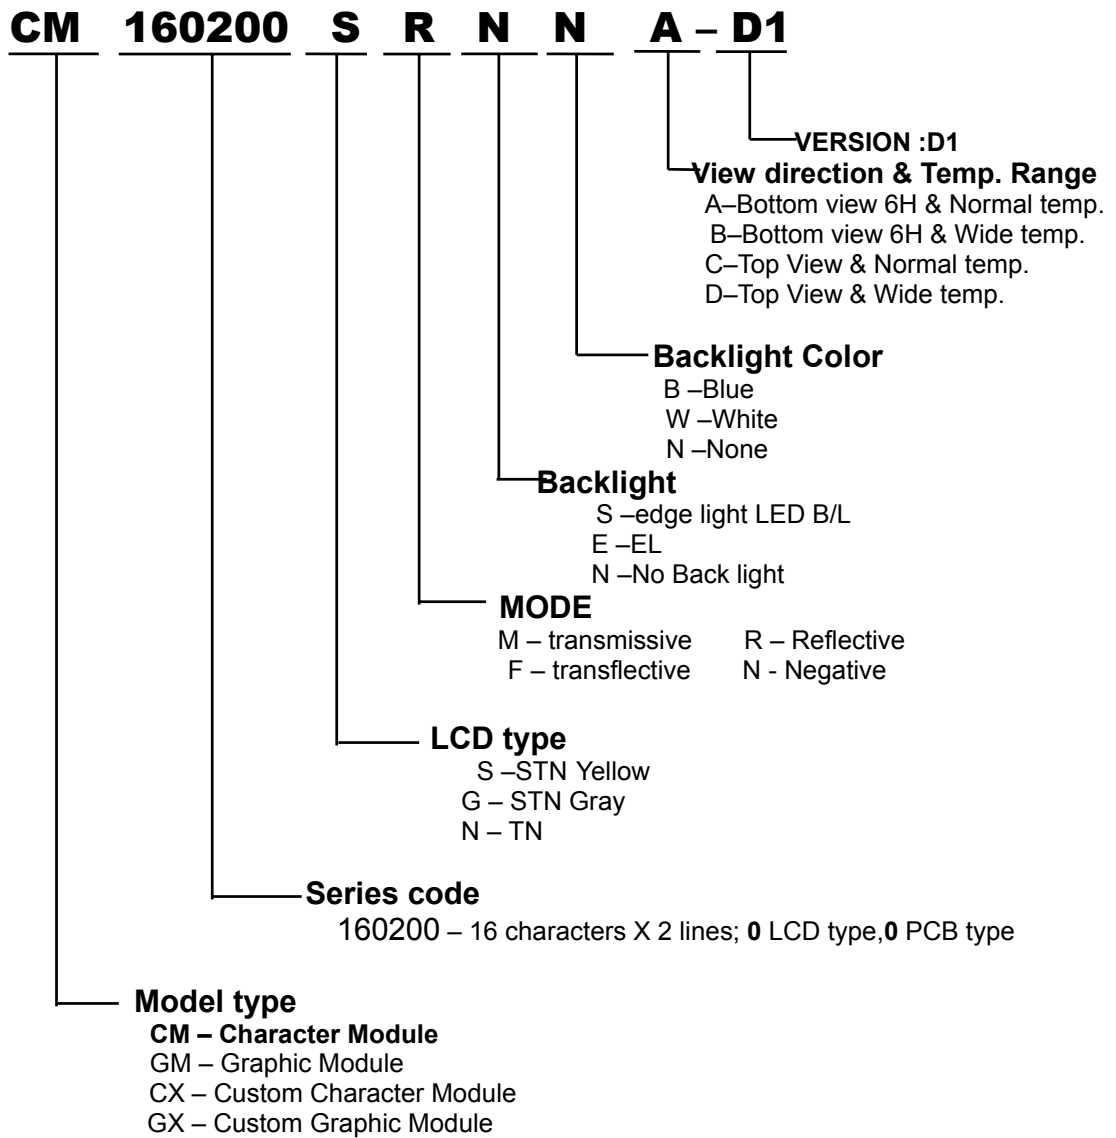 CM 160200 S R N N A – D1
VERSION :D1
View direction & Temp. Range
A–Bottom view 6H & Normal temp.
B–Bottom view 6H & Wide temp.
C–Top View & Normal temp.
D–Top View & Wide temp.
Backlight Color
B –Blue
W –White
N –None
Backlight
S –edge light LED B/L
E –EL
N –No Back light
MODE
M – transmissive R – Reflective
F – transflective N - Negative
LCD type
S –STN Yellow
G – STN Gray
N – TN
Series code
160200 – 16 characters X 2 lines; 0 LCD type,0 PCB type
Model type
CM – Character Module
GM – Graphic Module
CX – Custom Character Module
GX – Custom Graphic Module